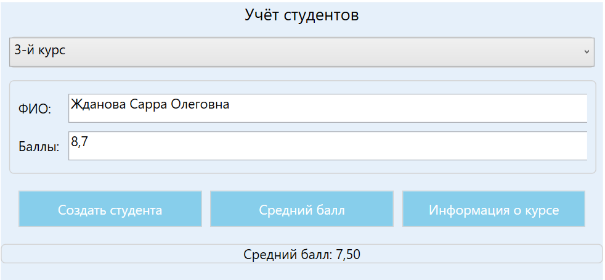 Учёт студентов
3-й курс
ФИО: Жданова Сарра Олеговна
Баллы: 8,7
Создать студента Средний балл Информация о курсе
Средний балл: 7,50